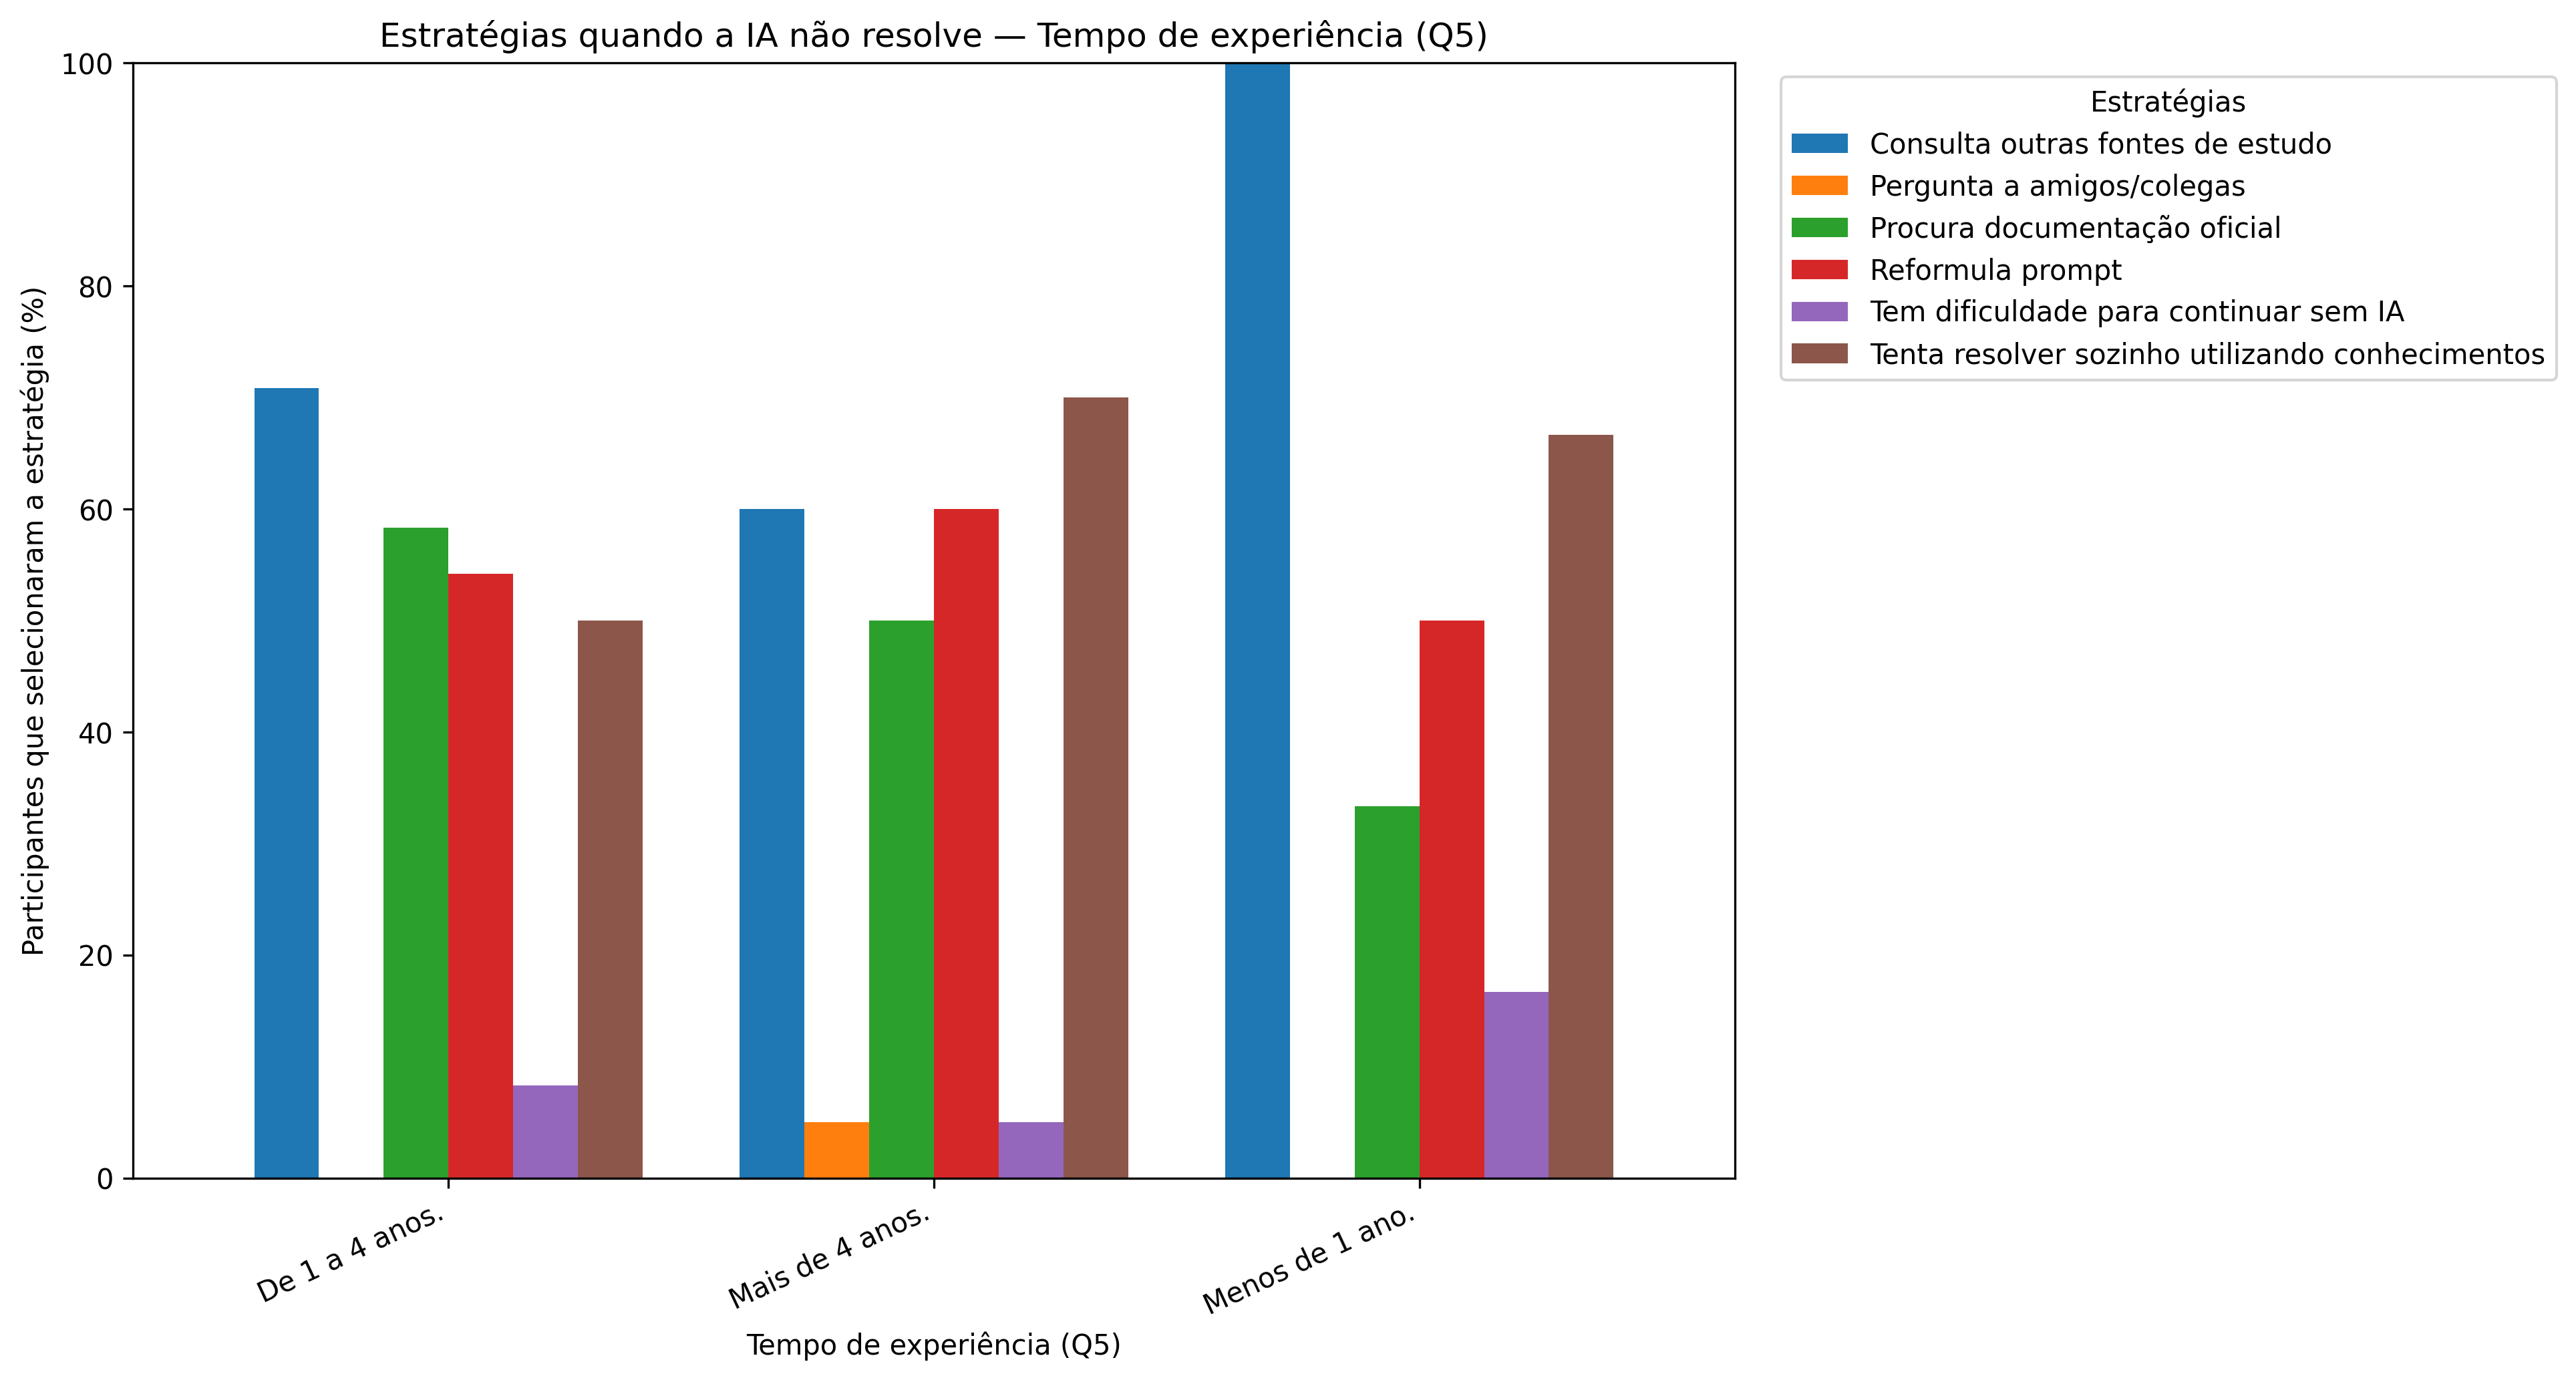 Estratégias quando a IA não resolve — Tempo de experiência (Q5)
Participantes que selecionaram a estratégia (%)
100
80
60
40
20
0
De 1 a 4 anos.
Mais de 4 anos.
Menos de 1 ano.
Tempo de experiência (Q5)
Estratégias
Consulta outras fontes de estudo
Pergunta a amigos/colegas
Procura documentação oficial
Reformula prompt
Tem dificuldade para continuar sem IA
Tenta resolver sozinho utilizando conhecimentos